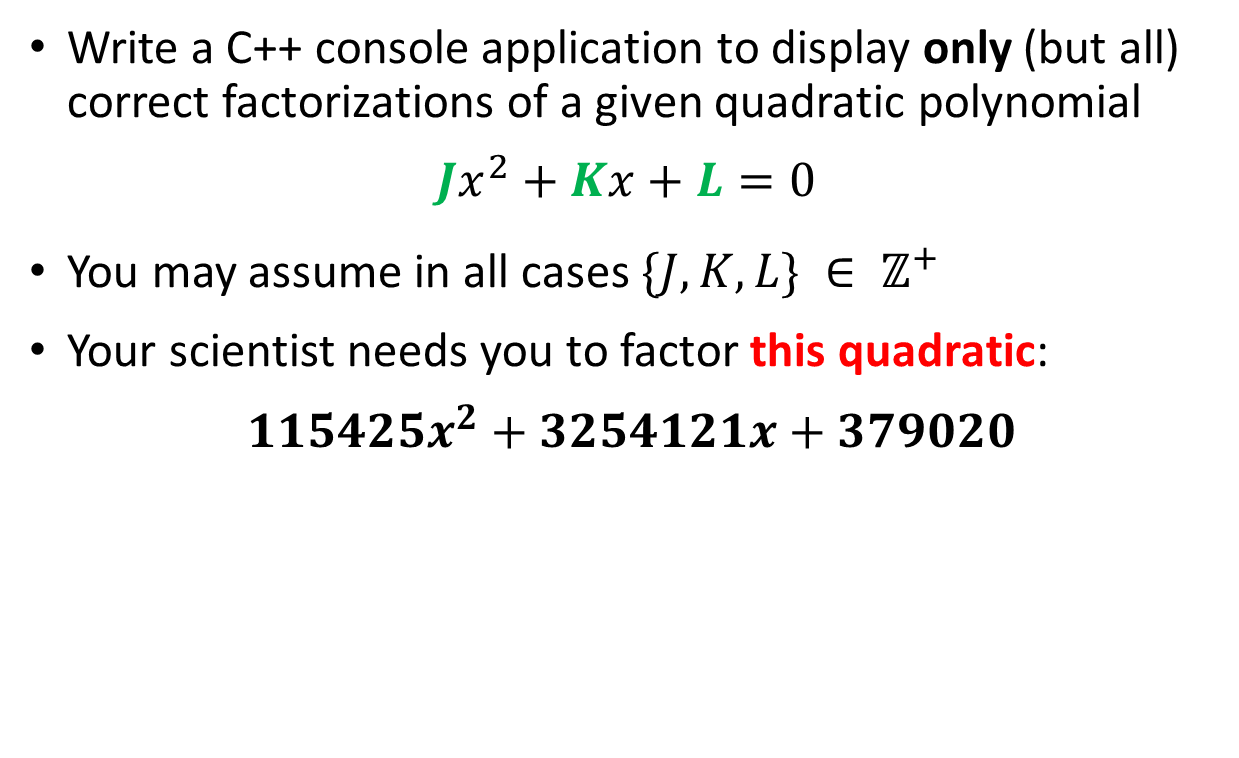 • Write a C++ console application to display only (but all)
correct factorizations of a given quadratic polynomial
Jx² + Kx + L = 0
• You may assume in all cases {J, K, L} ∈ ℤ⁺
• Your scientist needs you to factor this quadratic:
115425x² + 3254121x + 379020